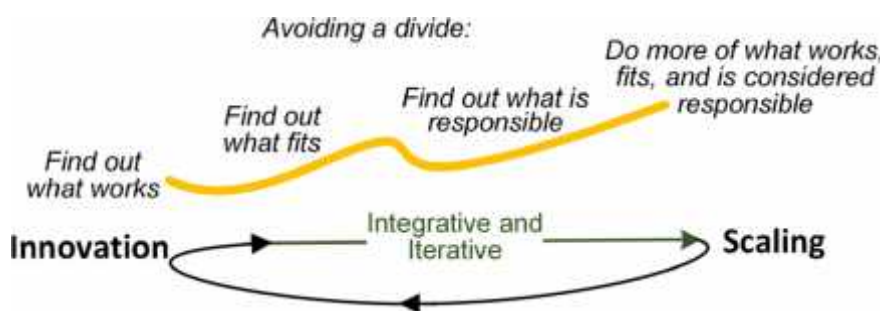 Avoiding a divide:
Do more of what works,
fits, and is considered
responsible
Find out what is
responsible
Find out
what fits
Find out
what works
Innovation
Integrative and
Iterative
Scaling